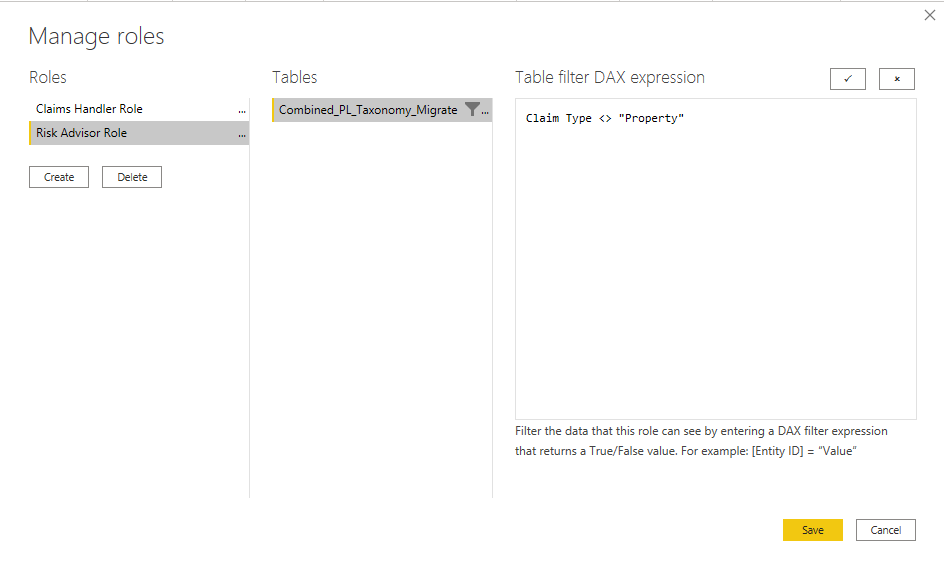 Manage roles
Roles
Tables
Table filter DAX expression
Claims Handler Role
...
Risk Advisor Role
...
Create
Delete
Combined_PL_Taxonomy_Migrate
...
Claim Type <> "Property"
Filter the data that this role can see by entering a DAX filter expression
that returns a True/False value. For example: [Entity ID] = "Value"
Save
Cancel